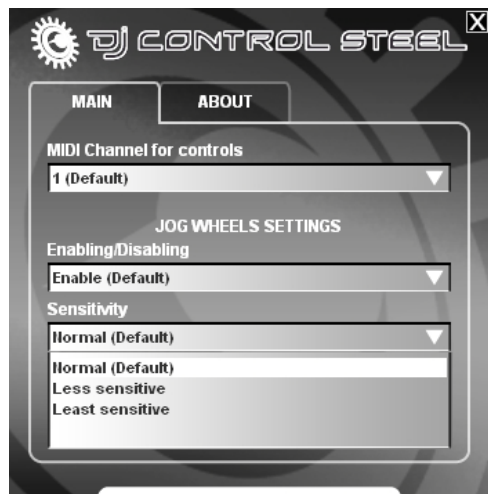 DJ CONTROL STEEL
X
MAIN ABOUT
MIDI Channel for controls
1 (Default)
JOG WHEELS SETTINGS
Enabling/Disabling
Enable (Default)
Sensitivity
Normal (Default)
Normal (Default)
Less sensitive
Least sensitive